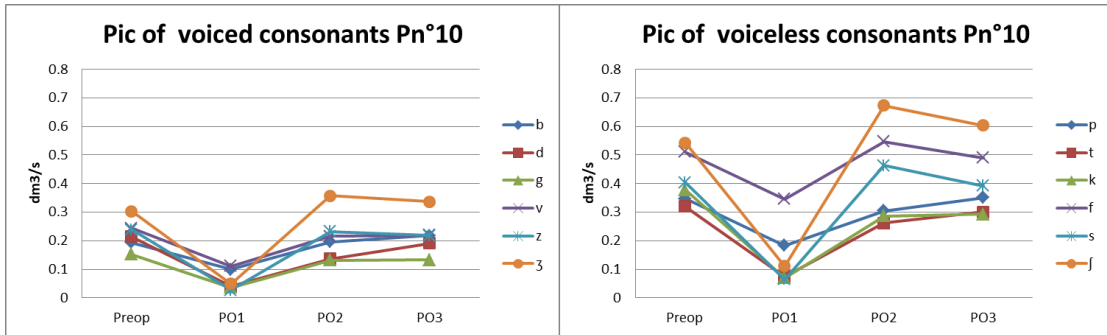 Pic of voiced consonants Pn°10
dm3/s
0.8
0.7
0.6
0.5
0.4
0.3
0.2
0.1
0
Preop PO1 PO2 PO3
b
d
g
v
z
ʒ
Pic of voiceless consonants Pn°10
dm3/s
0.8
0.7
0.6
0.5
0.4
0.3
0.2
0.1
0
Preop PO1 PO2 PO3
p
t
k
f
s
ʃ